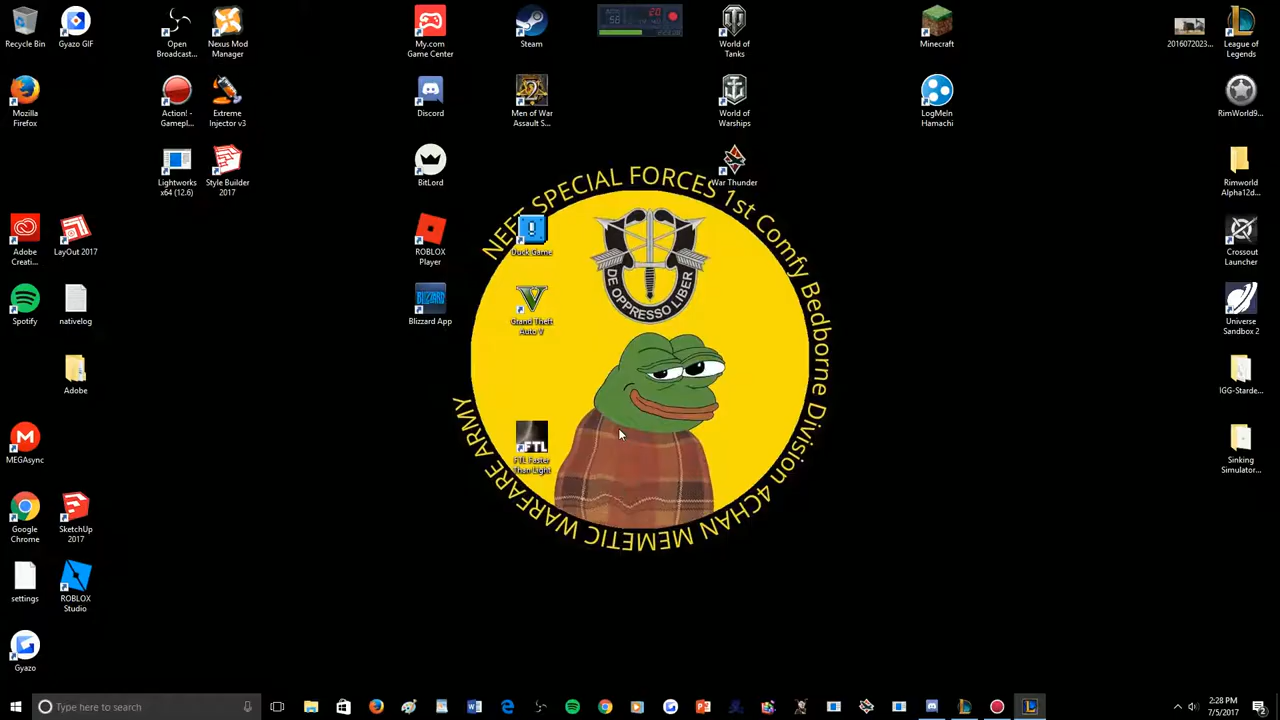 Recycle Bin
Gyazo GIF
Open
Broadcast...
Nexus Mod
Manager
My.com
Game Center
Steam
World of
Tanks
Minecraft
2016072023...
League of
Legends
Mozilla
Firefox
Action! -
Gamepl...
Extreme
Injector v3
Discord
Men of War
Assault S...
World of
Warships
LogMeIn
Hamachi
RimWorld9...
Lightworks
x64 (12.6)
Style Builder
2017
BitLord
War Thunder
Rimworld
Alpha12d...
NEET SPECIAL FORCES 1st Comfy Bedborne Division 4CHAN MEMETIC WARFARE ARMY
DE OPPRESSO LIBER
Adobe
Creati...
LayOut 2017
ROBLOX
Player
Duck Game
Crossout
Launcher
Spotify
nativelog
BLIZZARD
Blizzard App
Grand Theft
Auto V
Universe
Sandbox 2
Adobe
IGG-Starde...
MEGAsync
FTL
FTL Faster
Than Light
Sinking
Simulator...
Google
Chrome
SketchUp
2017
settings
ROBLOX
Studio
Gyazo
Type here to search
2:28 PM
7/5/2017